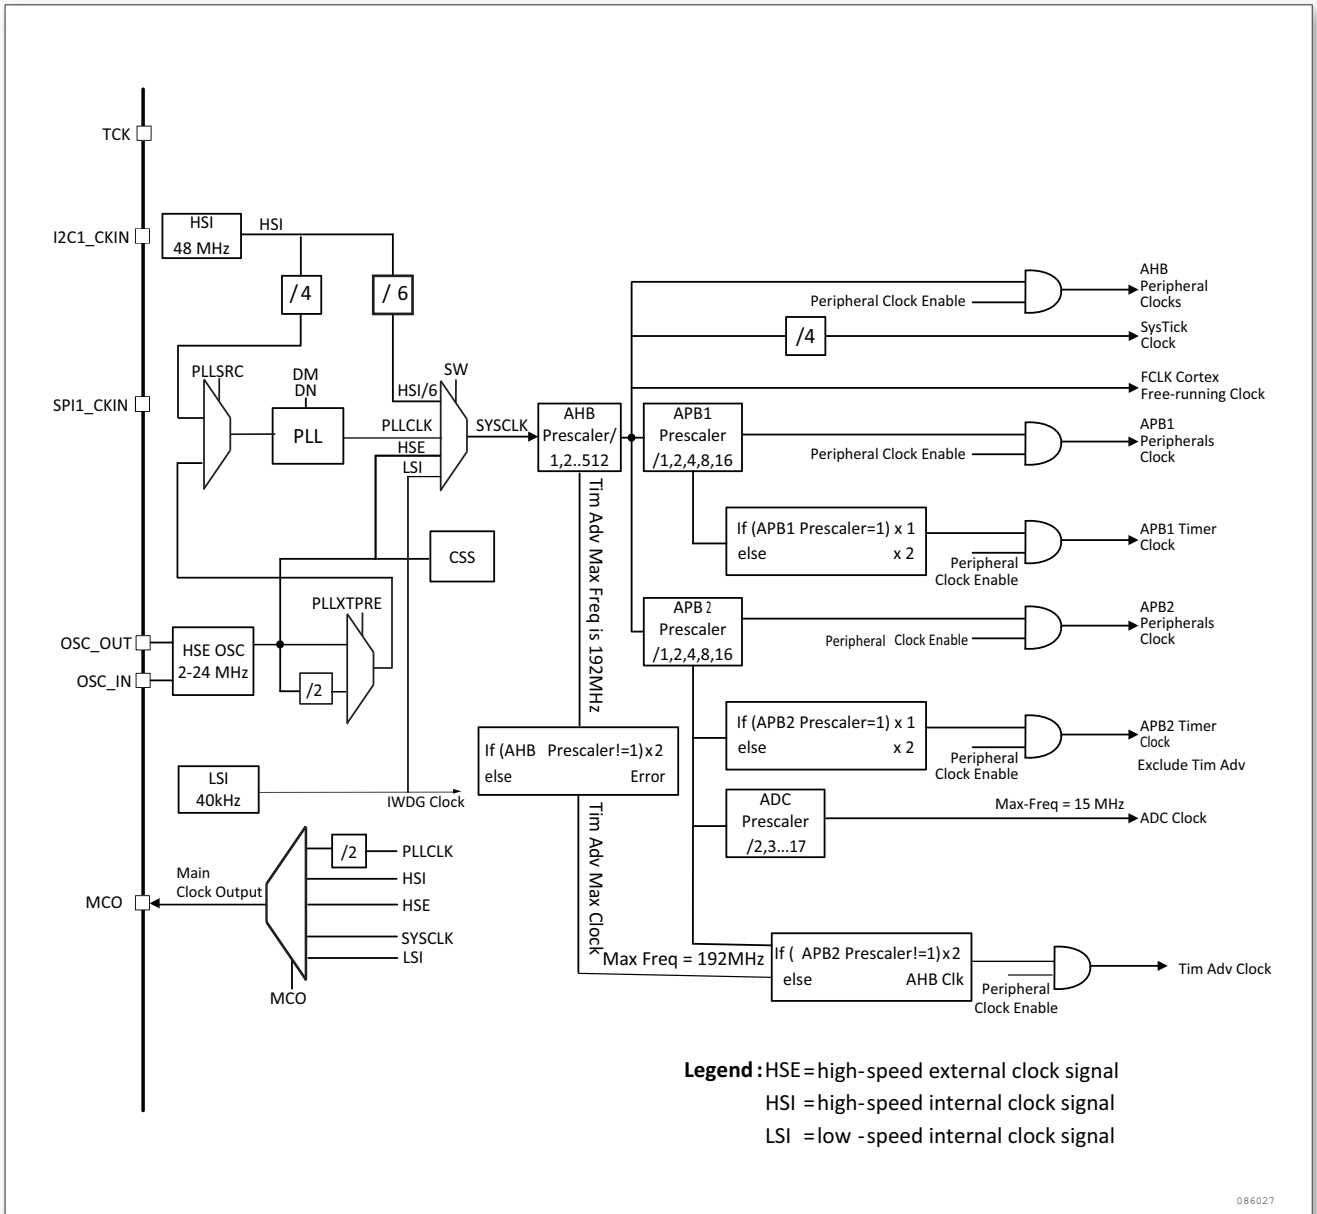 TCK
I2C1_CKIN
HSI
48 MHz
HSI
/4
/ 6
PLLSRC
DM
DN
PLL
SPI1_CKIN
SW
HSI/6
PLLCLK
HSE
LSI
SYSCLK
AHB
Prescaler/
1,2..512
APB1
Prescaler
/1,2,4,8,16
Peripheral Clock Enable
AHB
Peripheral
Clocks
/4
SysTick
Clock
FCLK Cortex
Free-running Clock
Peripheral Clock Enable
APB1
Peripherals
Clock
If (APB1 Prescaler=1) x 1
else x 2
Peripheral
Clock Enable
APB1 Timer
Clock
CSS
Tim Adv Max Freq is 192MHz
PLLXTPRE
OSC_OUT
OSC_IN
HSE OSC
2-24 MHz
/2
APB2
Prescaler
/1,2,4,8,16
Peripheral Clock Enable
APB2
Peripherals
Clock
If (APB2 Prescaler=1) x 1
else x 2
Peripheral
Clock Enable
APB2 Timer
Clock
Exclude Tim Adv
If (AHB Prescaler!=1)x2
else Error
LSI
40kHz
IWDG Clock
ADC
Prescaler
/2,3...17
Max-Freq = 15 MHz
ADC Clock
Tim Adv Max Clock
/2
PLLCLK
HSI
HSE
SYSCLK
LSI
Main
Clock Output
MCO
MCO
Max Freq = 192MHz
If ( APB2 Prescaler!=1)x2
else AHB Clk
Peripheral
Clock Enable
Tim Adv Clock
Legend : HSE = high-speed external clock signal
HSI = high-speed internal clock signal
LSI = low -speed internal clock signal
086027